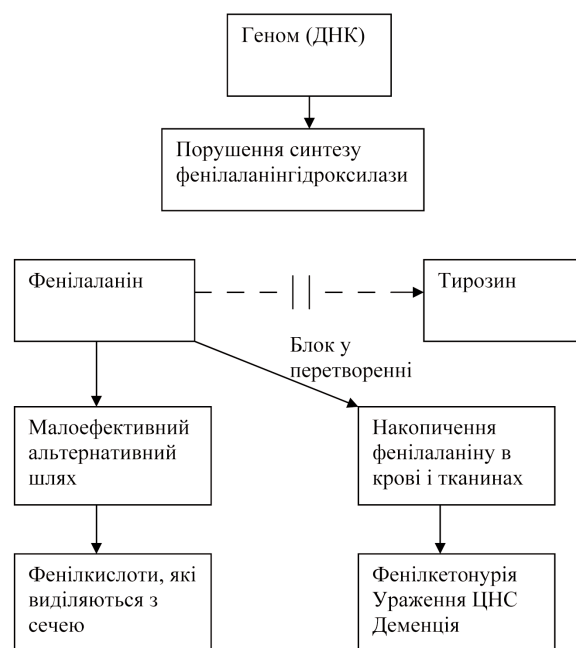 Геном (ДНК)
Порушення синтезу
фенілаланінгідроксилази
Фенілаланін
Тирозин
Блок у
перетворенні
Малоефективний
альтернативний
шлях
Накопичення
фенілаланіну в
крові і тканинах
Фенілкислоти, які
виділяються з
сечею
Фенілкетонурія
Ураження ЦНС
Деменція